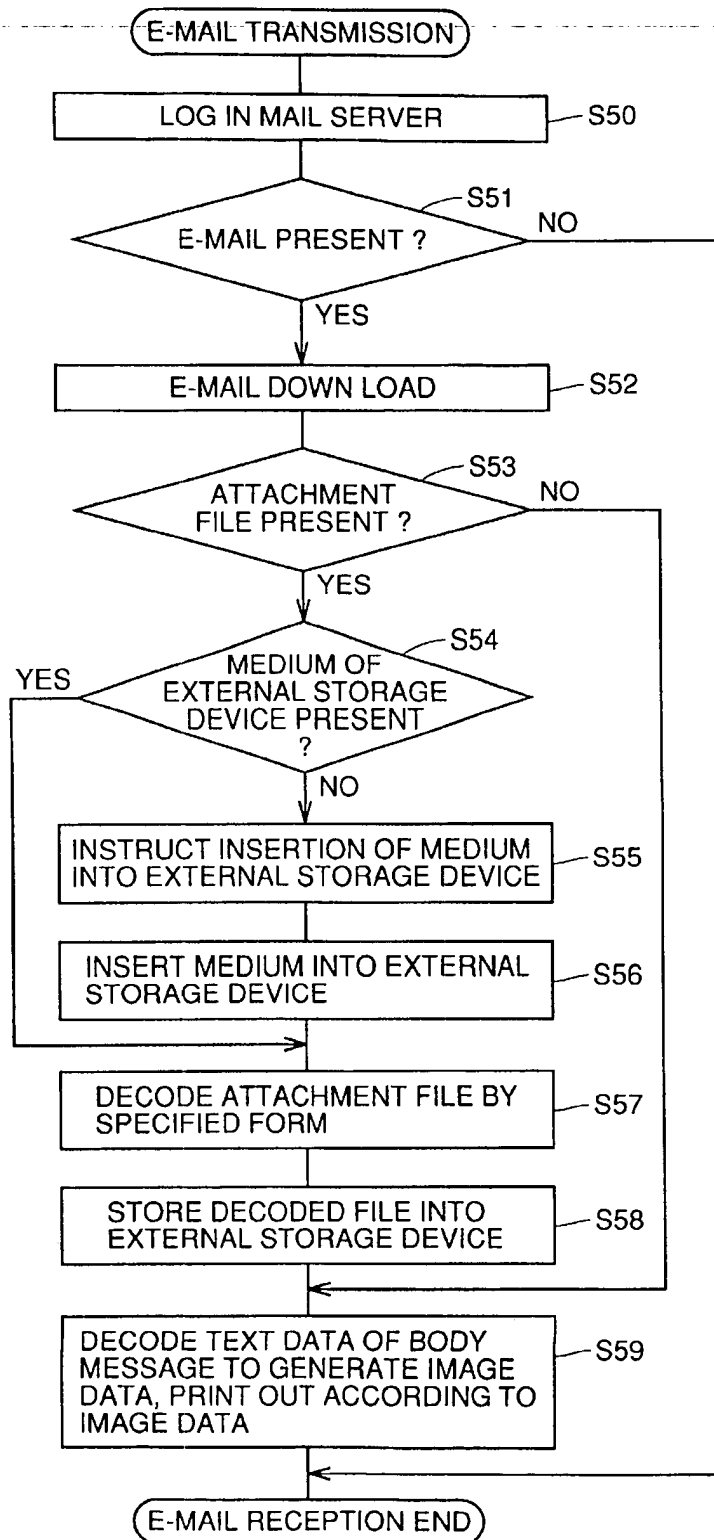 E-MAIL TRANSMISSION
LOG IN MAIL SERVER
S50
S51
E-MAIL PRESENT ?
NO
YES
E-MAIL DOWN LOAD
S52
S53
ATTACHMENT
FILE PRESENT ?
NO
YES
S54
YES
MEDIUM OF
EXTERNAL STORAGE
DEVICE PRESENT
?
NO
INSTRUCT INSERTION OF MEDIUM
INTO EXTERNAL STORAGE DEVICE
S55
INSERT MEDIUM INTO EXTERNAL
STORAGE DEVICE
S56
DECODE ATTACHMENT FILE BY
SPECIFIED FORM
S57
STORE DECODED FILE INTO
EXTERNAL STORAGE DEVICE
S58
DECODE TEXT DATA OF BODY
MESSAGE TO GENERATE IMAGE
DATA, PRINT OUT ACCORDING TO
IMAGE DATA
S59
E-MAIL RECEPTION END